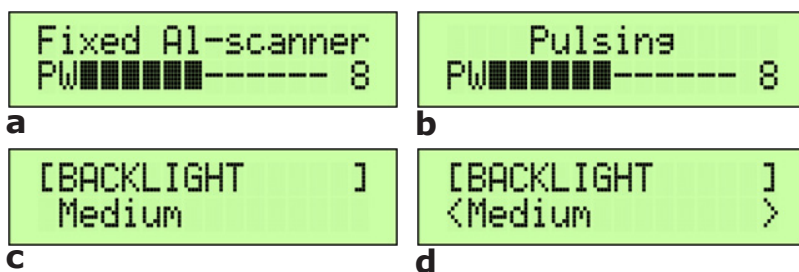 Fixed Al-scanner
PW██████------ 8
a
Pulsing
PW██████------ 8
b
[BACKLIGHT      ]
Medium
c
[BACKLIGHT      ]
<Medium         >
d